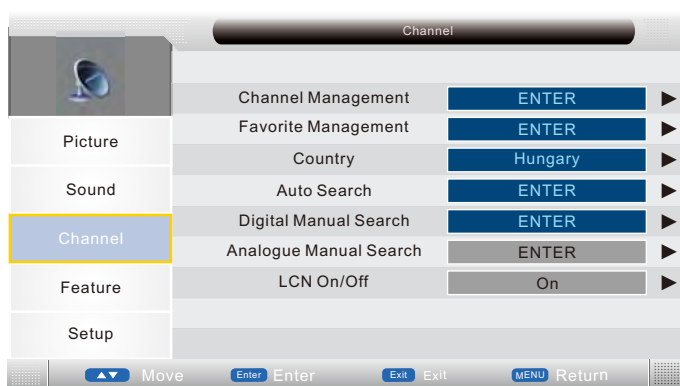 Channel
Channel Management ENTER
Favorite Management ENTER
Country Hungary
Auto Search ENTER
Digital Manual Search ENTER
Analogue Manual Search ENTER
LCN On/Off On
Picture
Sound
Channel
Feature
Setup
Move Enter Enter Exit Exit MENU Return